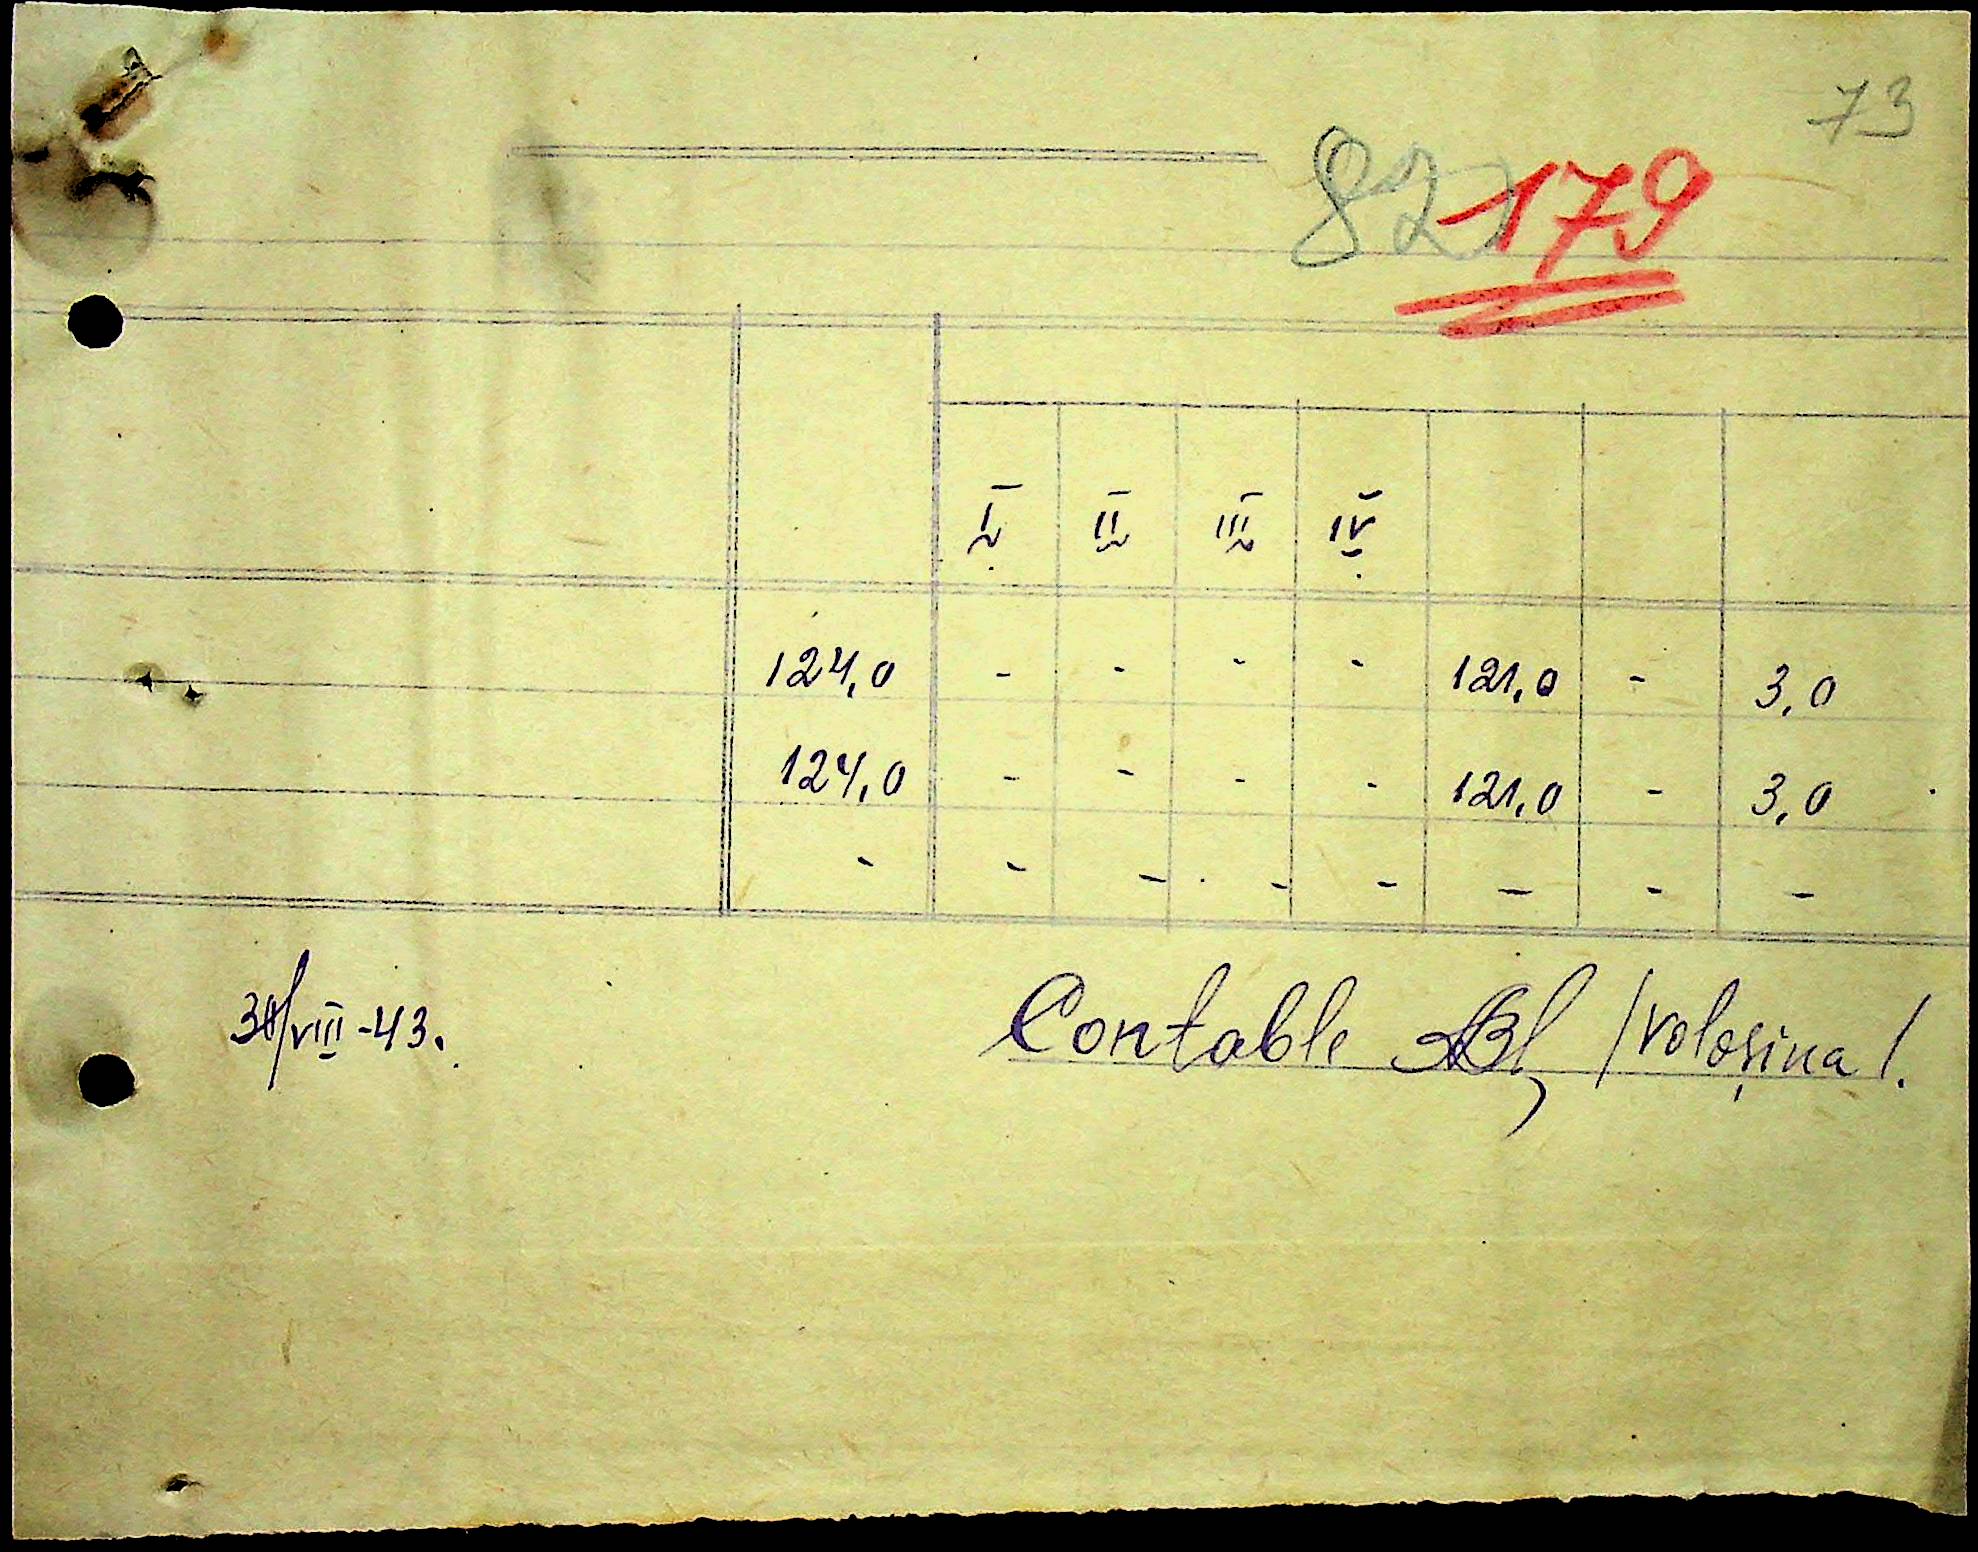 73
82 179
I II III IV
124,0 - - - - 121,0 - 3,0
124,0 - - - - 121,0 - 3,0
- - - - - - - -
30/VIII-43.
Contable /Voloșina/.